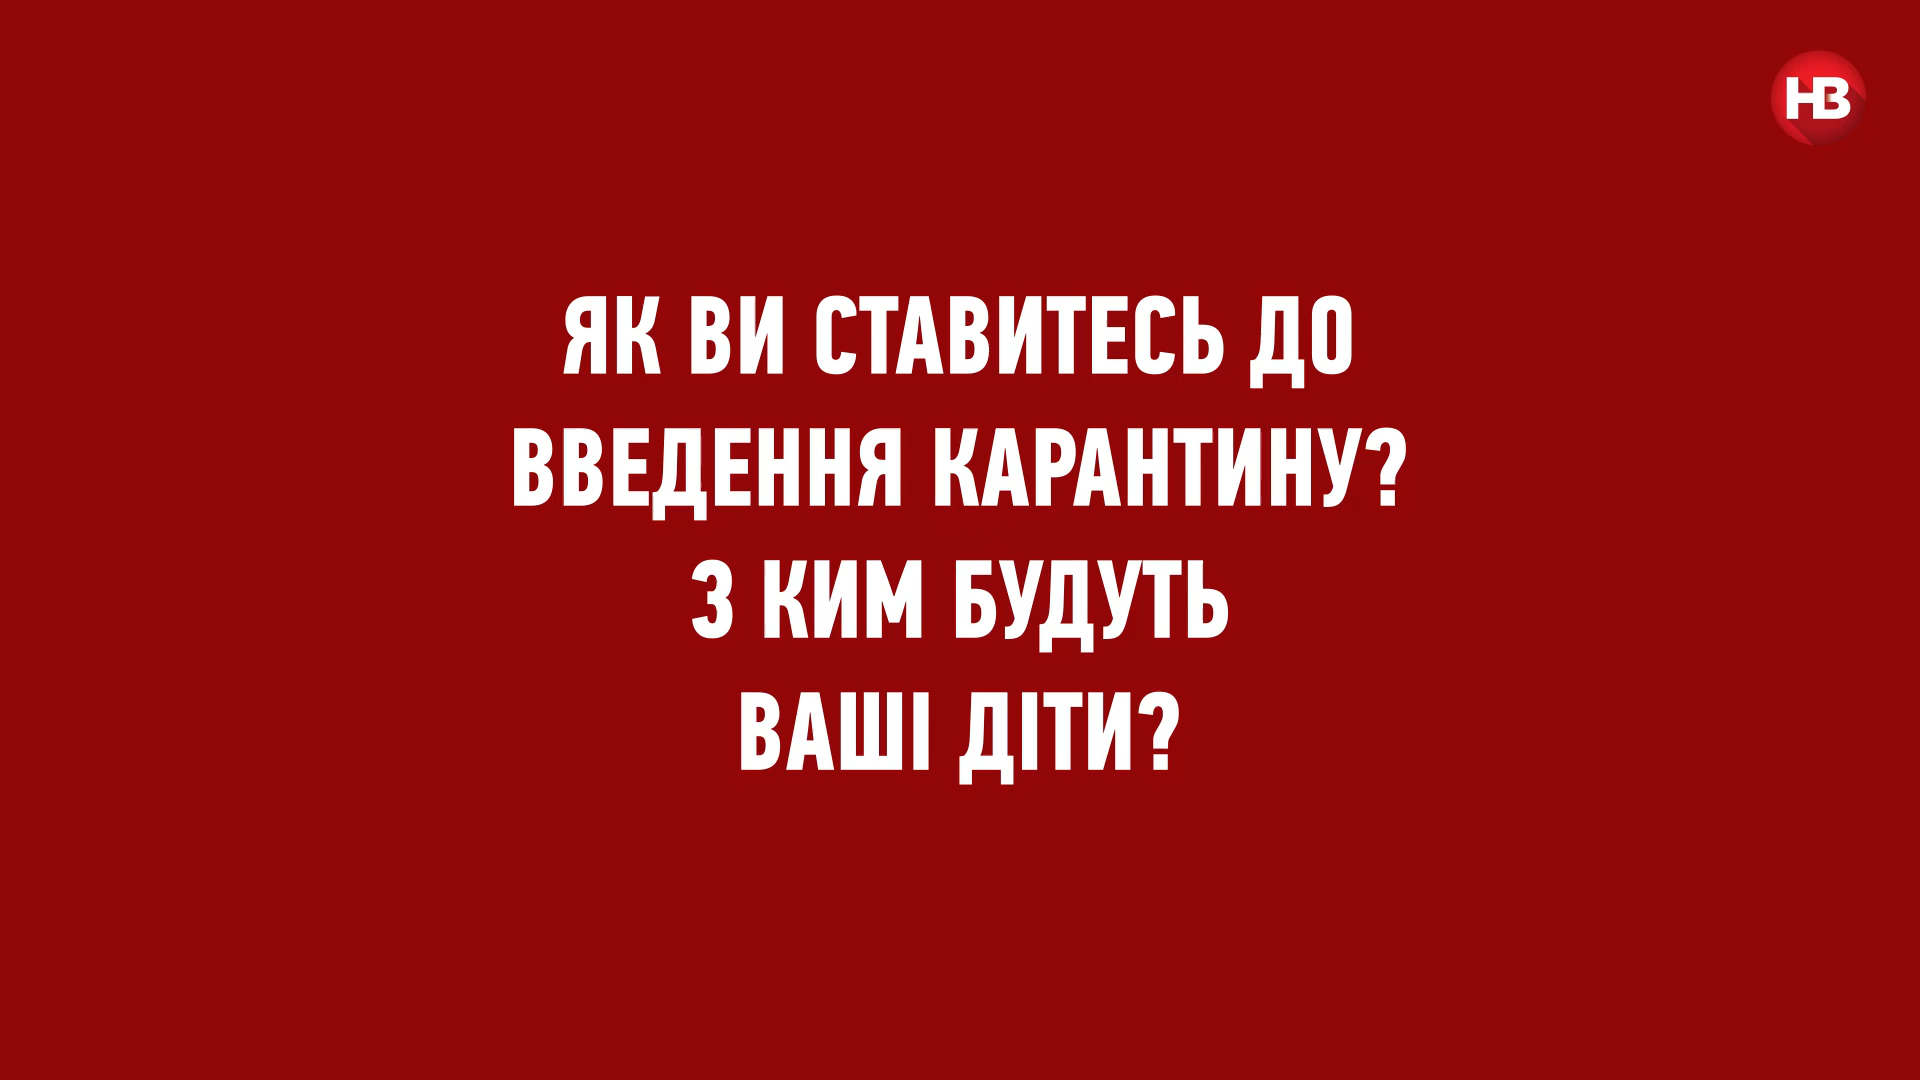 НВ
ЯК ВИ СТАВИТЕСЬ ДО
ВВЕДЕННЯ КАРАНТИНУ?
З КИМ БУДУТЬ
ВАШІ ДІТИ?